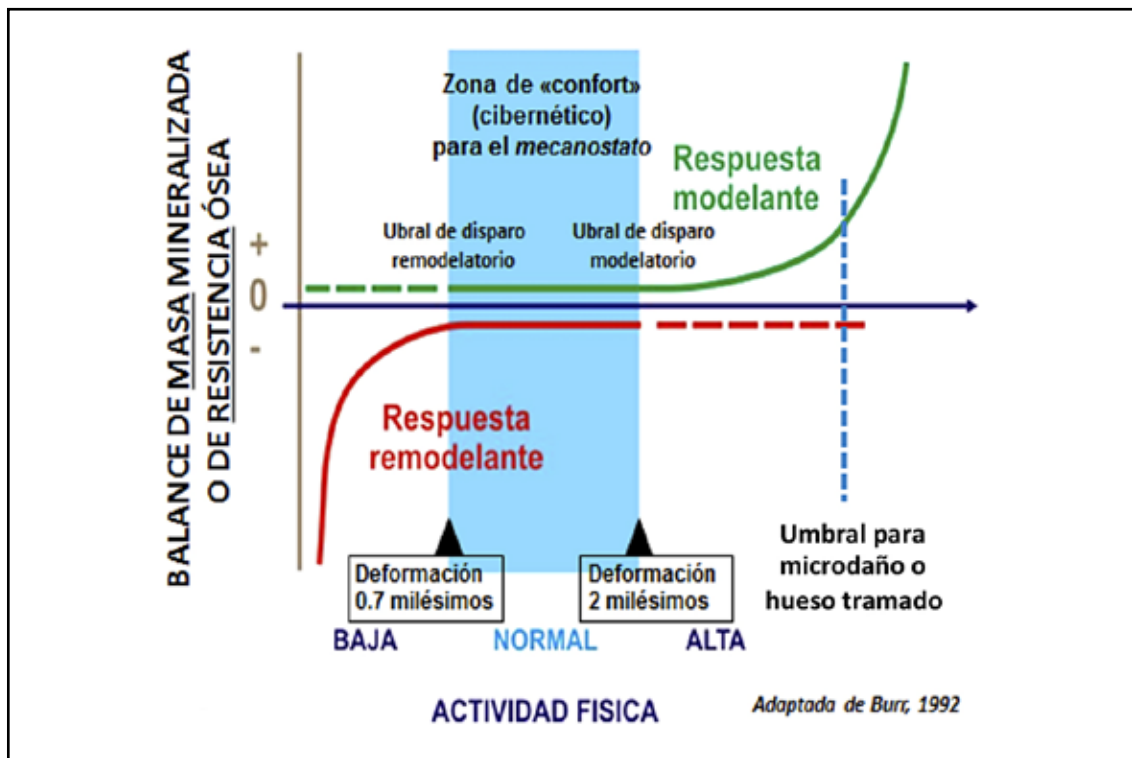 BALANCE DE MASA MINERALIZADA
O DE RESISTENCIA ÓSEA
+
0
-
Zona de «confort»
(cibernético)
para el mecanostato
Respuesta
modelante
Ubral de disparo
remodelatorio
Ubral de disparo
modelatorio
Respuesta
remodelante
Deformación
0.7 milésimos
Deformación
2 milésimos
Umbral para
microdaño o
hueso tramado
BAJA
NORMAL
ALTA
ACTIVIDAD FISICA
Adaptada de Burr, 1992